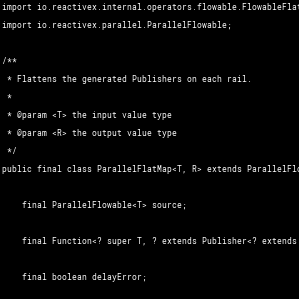 import io.reactivex.internal.operators.flowable.FlowableFlat
import io.reactivex.parallel.ParallelFlowable;
/**
 * Flattens the generated Publishers on each rail.
 *
 * @param <T> the input value type
 * @param <R> the output value type
 */
public final class ParallelFlatMap<T, R> extends ParallelFlo
    final ParallelFlowable<T> source;
    final Function<? super T, ? extends Publisher<? extends
    final boolean delayError;